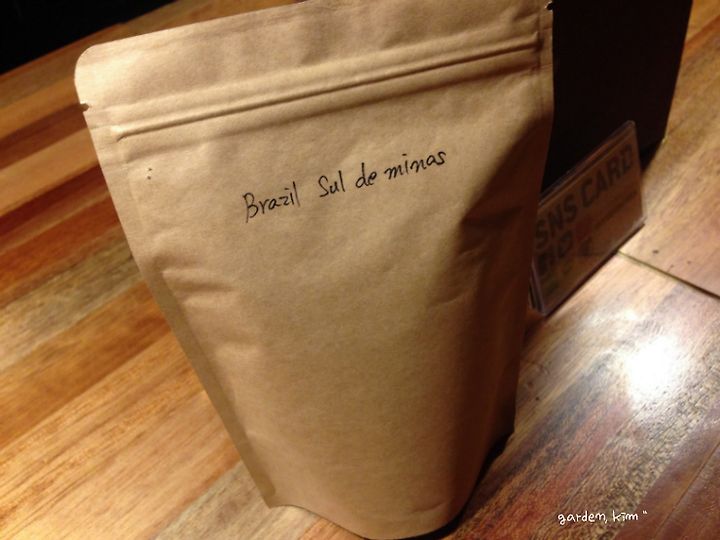 Brazil Sul de minas
SNS CARD
garden, kim "